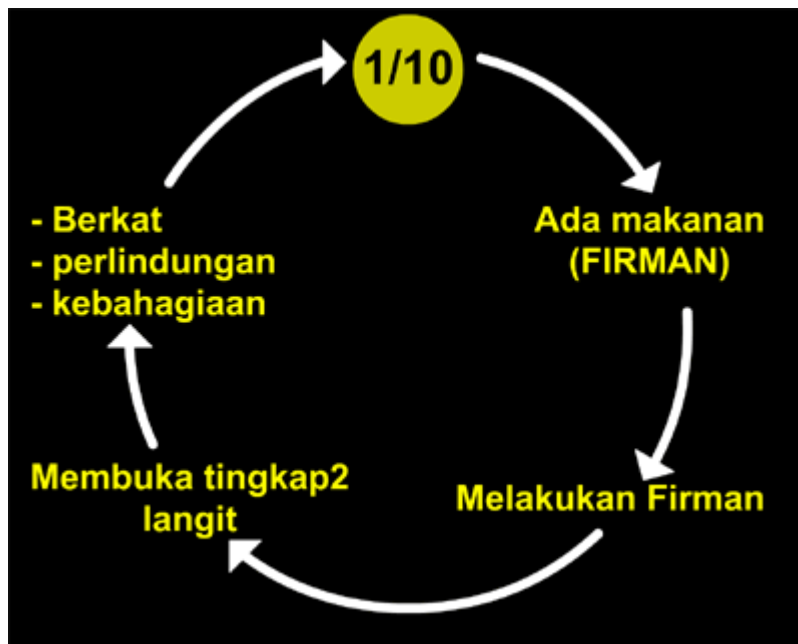 1/10
Ada makanan
(FIRMAN)
Melakukan Firman
Membuka tingkap2
langit
- Berkat
- perlindungan
- kebahagiaan